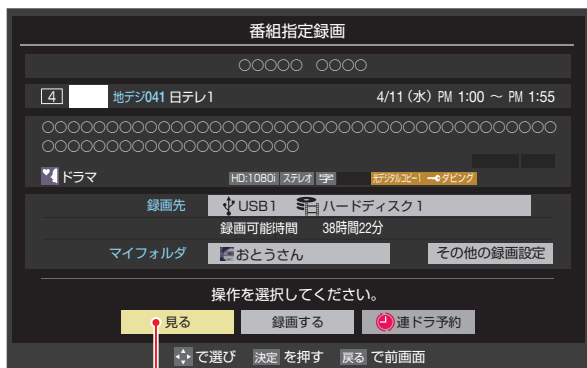 番組指定録画
○○○○○ ○○○○
4 地デジ041 日テレ1 4/11(水) PM 1:00 ～ PM 1:55
○○○○○○○○○○○○○○○○○○○○○○○○○○○○○○○○○○○○○○○○
○○○○○○○○○○○○○○○○○○○○
ドラマ HD:1080i ステレオ 字 光デジタルコピー1 ダビング
録画先 USB1 ハードディスク1
録画可能時間 38時間22分
マイフォルダ おとうさん その他の録画設定
操作を選択してください。
見る 録画する 連ドラ予約
で選び 決定 を押す 戻る で前画面